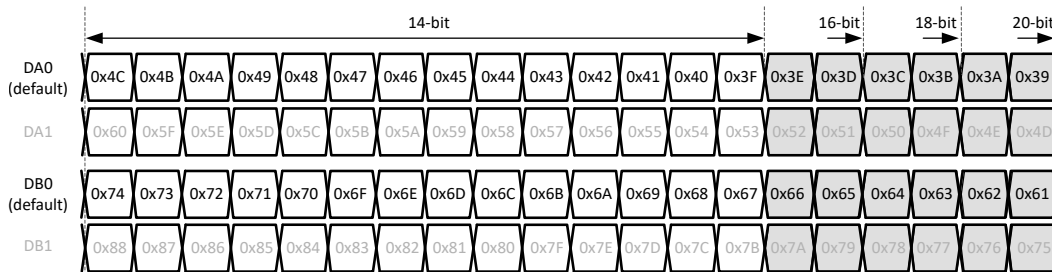 14-bit 16-bit 18-bit 20-bit
DA0 0x4C 0x4B 0x4A 0x49 0x48 0x47 0x46 0x45 0x44 0x43 0x42 0x41 0x40 0x3F 0x3E 0x3D 0x3C 0x3B 0x3A 0x39
(default)
DA1 0x60 0x5F 0x5E 0x5D 0x5C 0x5B 0x5A 0x59 0x58 0x57 0x56 0x55 0x54 0x53 0x52 0x51 0x50 0x4F 0x4E 0x4D
DB0 0x74 0x73 0x72 0x71 0x70 0x6F 0x6E 0x6D 0x6C 0x6B 0x6A 0x69 0x68 0x67 0x66 0x65 0x64 0x63 0x62 0x61
(default)
DB1 0x88 0x87 0x86 0x85 0x84 0x83 0x82 0x81 0x80 0x7F 0x7E 0x7D 0x7C 0x7B 0x7A 0x79 0x78 0x77 0x76 0x75